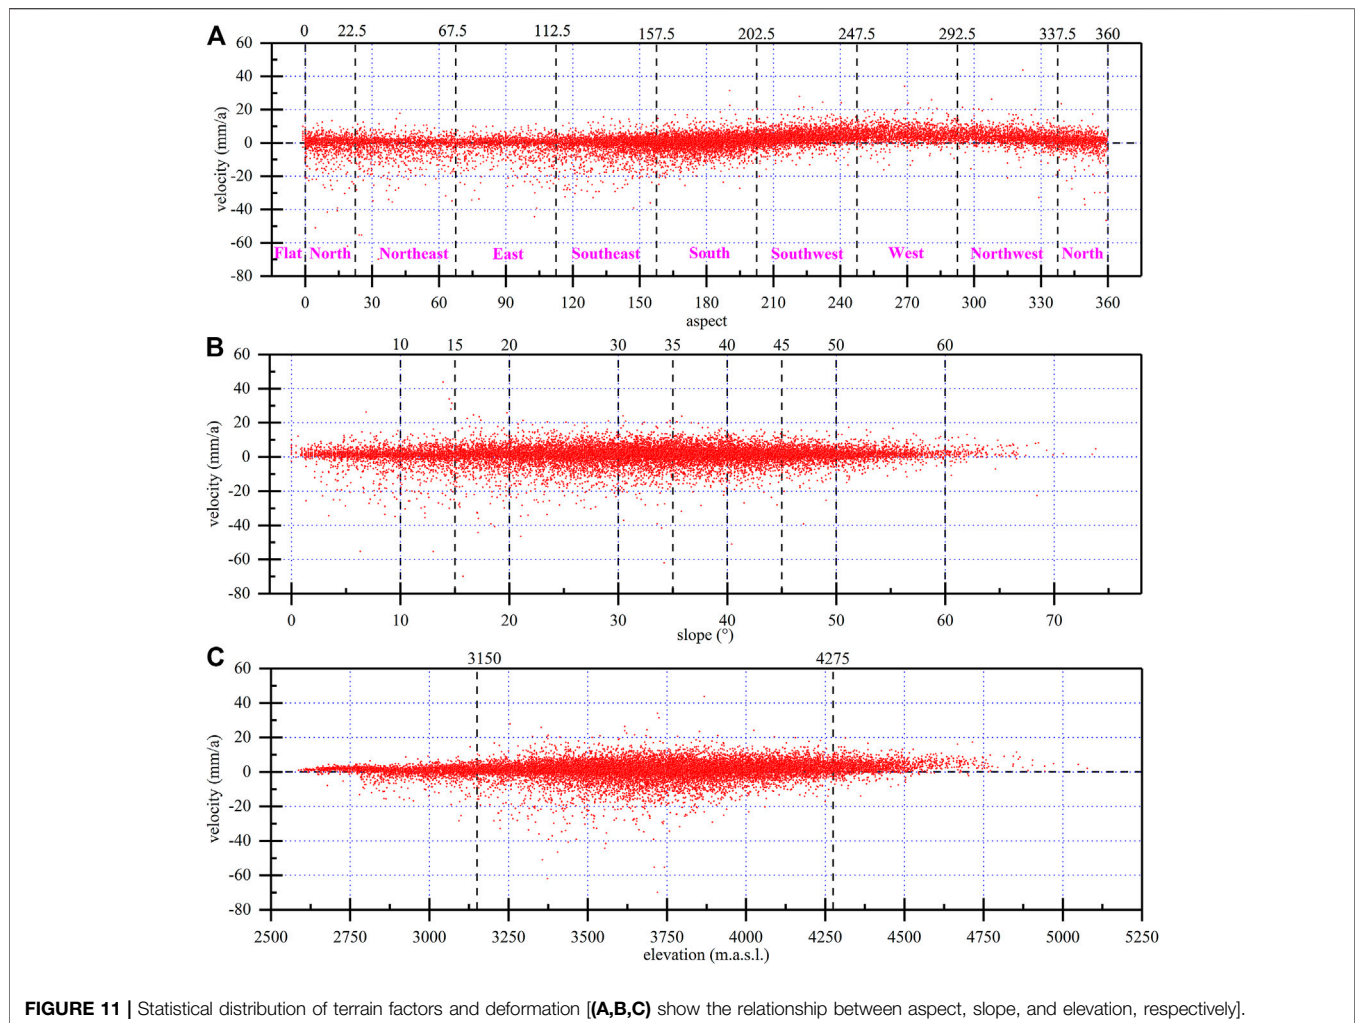 A
0 22.5 67.5 112.5 157.5 202.5 247.5 292.5 337.5 360
60
40
20
0
-20
-40
-60
-80
velocity (mm/a)
Flat North Northeast East Southeast South Southwest West Northwest North
0 30 60 90 120 150 180 210 240 270 300 330 360
aspect
B
10 15 20 30 35 40 45 50 60
60
40
20
0
-20
-40
-60
-80
velocity (mm/a)
0 10 20 30 40 50 60 70
slope (°)
C
3150 4275
60
40
20
0
-20
-40
-60
-80
velocity (mm/a)
2500 2750 3000 3250 3500 3750 4000 4250 4500 4750 5000 5250
elevation (m.a.s.l.)
FIGURE 11 | Statistical distribution of terrain factors and deformation [(A,B,C) show the relationship between aspect, slope, and elevation, respectively].